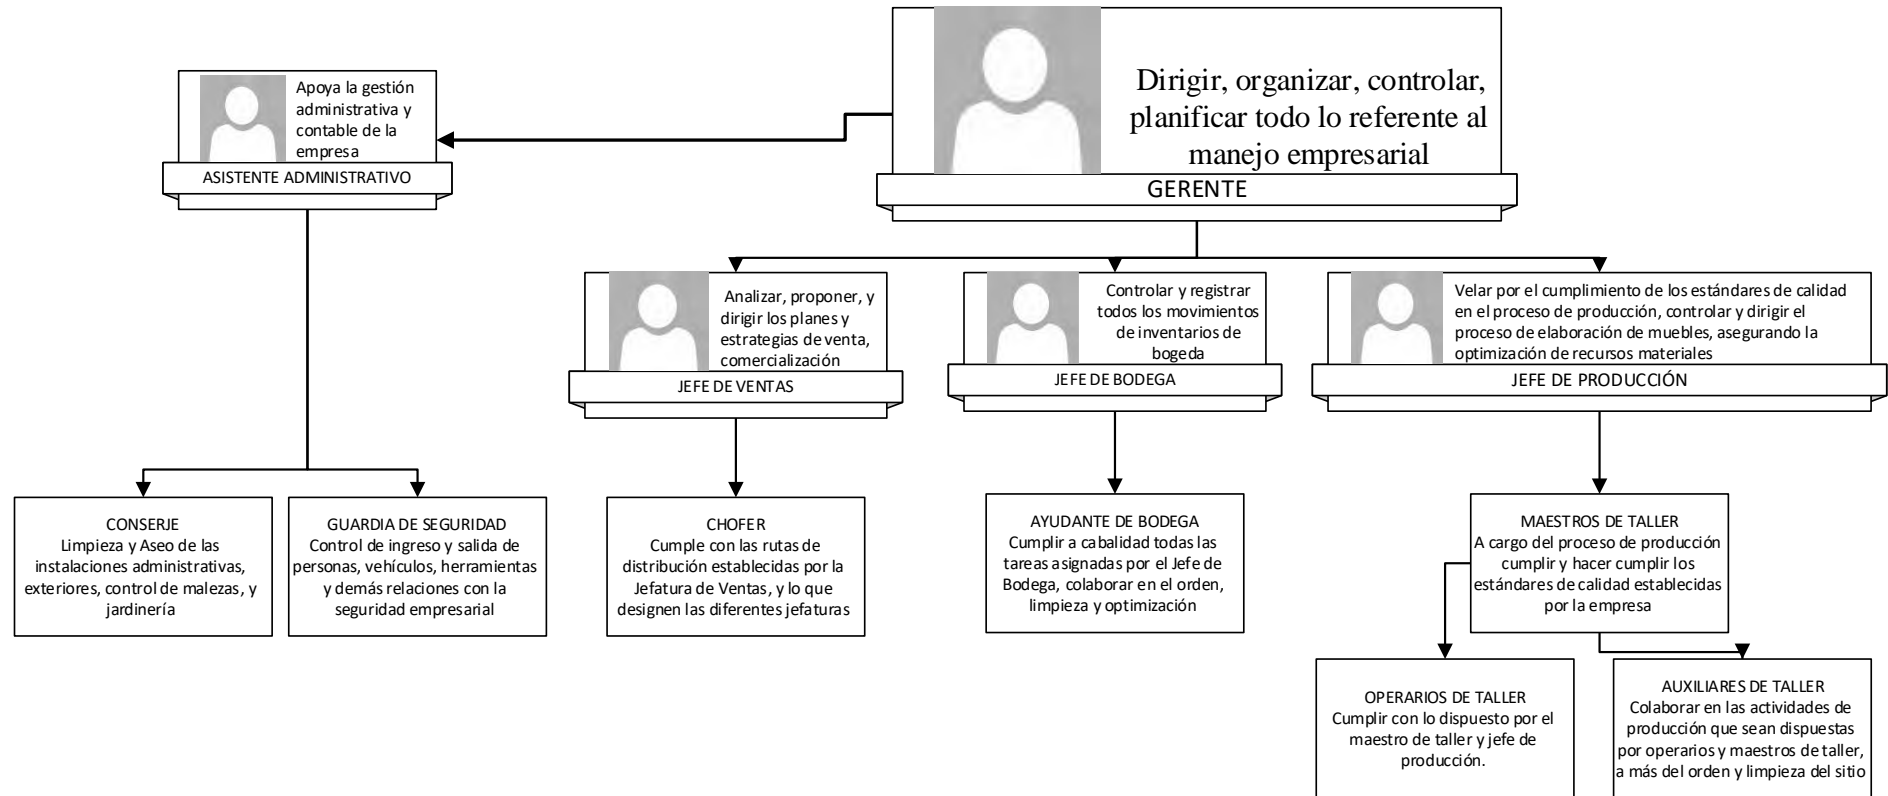 Dirigir, organizar, controlar,
planificar todo lo referente al
manejo empresarial
GERENTE
Apoya la gestión
administrativa y
contable de la
empresa
ASISTENTE ADMINISTRATIVO
Analizar, proponer, y
dirigir los planes y
estrategias de venta,
comercialización
JEFE DE VENTAS
Controlar y registrar
todos los movimientos
de inventarios de
bogeda
JEFE DE BODEGA
Velar por el cumplimiento de los estándares de calidad
en el proceso de producción, controlar y dirigir el
proceso de elaboración de muebles, asegurando la
optimización de recursos materiales
JEFE DE PRODUCCIÓN
CONSERJE
Limpieza y Aseo de las
instalaciones administrativas,
exteriores, control de malezas, y
jardinería
GUARDIA DE SEGURIDAD
Control de ingreso y salida de
personas, vehículos, herramientas
y demás relaciones con la
seguridad empresarial
CHOFER
Cumple con las rutas de
distribución establecidas por la
Jefatura de Ventas, y lo que
designen las diferentes jefaturas
AYUDANTE DE BODEGA
Cumplir a cabalidad todas las
tareas asignadas por el Jefe de
Bodega, colaborar en el orden,
limpieza y optimización
MAESTROS DE TALLER
A cargo del proceso de producción
cumplir y hacer cumplir los
estándares de calidad establecidas
por la empresa
OPERARIOS DE TALLER
Cumplir con lo dispuesto por el
maestro de taller y jefe de
producción.
AUXILIARES DE TALLER
Colaborar en las actividades de
producción que sean dispuestas
por operarios y maestros de taller,
a más del orden y limpieza del sitio